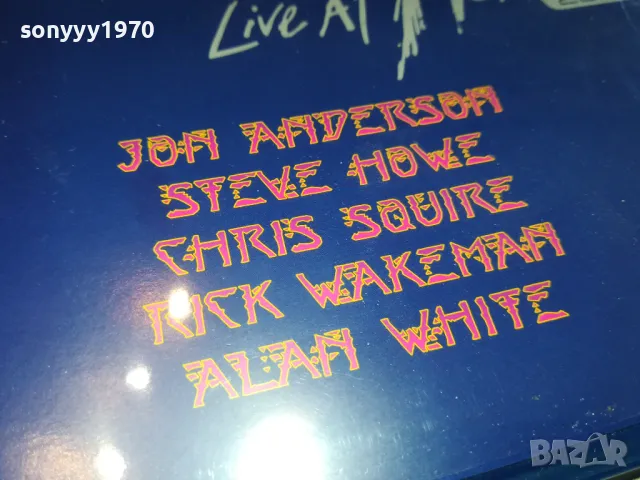 sonyyy1970
Live At
JON ANDERSON
STEVE HOWE
CHRIS SQUIRE
RICK WAKEMAN
ALAN WHITE
BAZAR